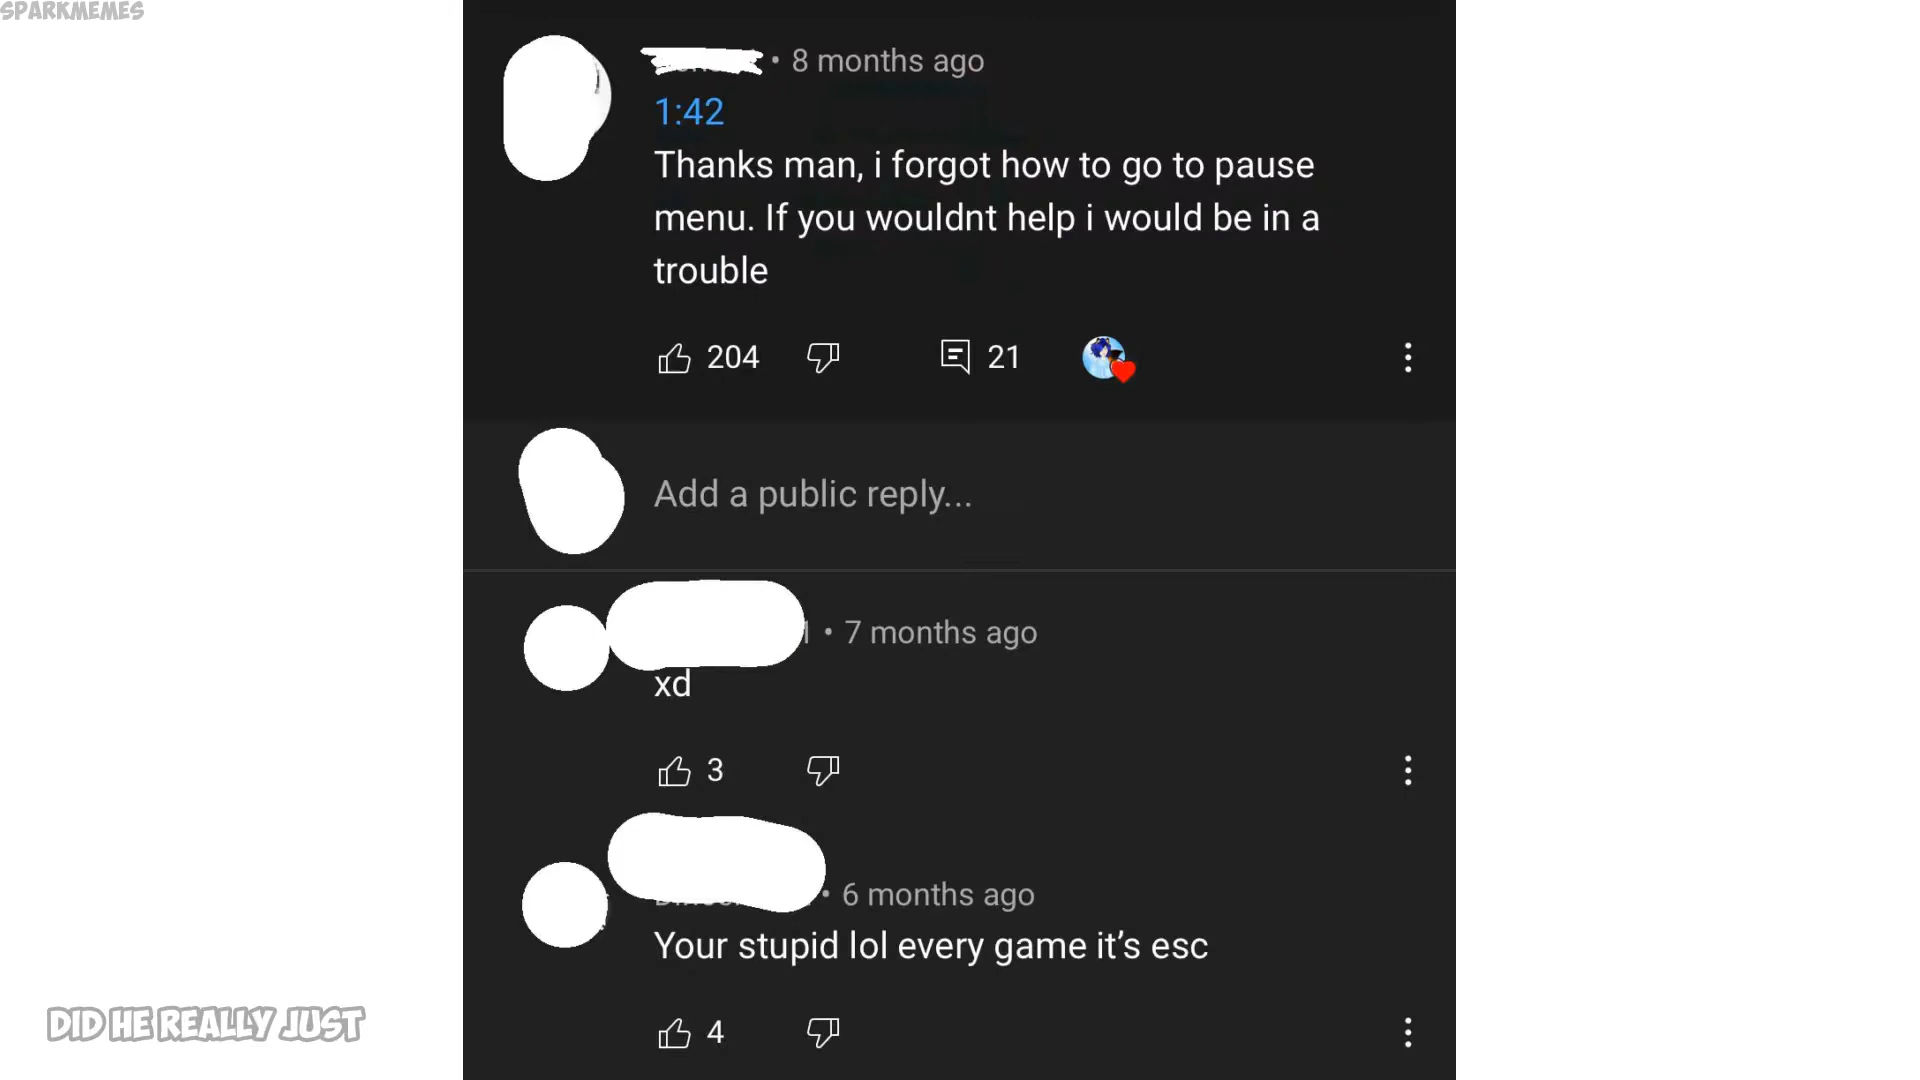 SPARKMEMES
• 8 months ago
1:42
Thanks man, i forgot how to go to pause
menu. If you wouldnt help i would be in a
trouble
204
21
Add a public reply...
• 7 months ago
xd
3
• 6 months ago
Your stupid lol every game it’s esc
4
DID HE REALLY JUST